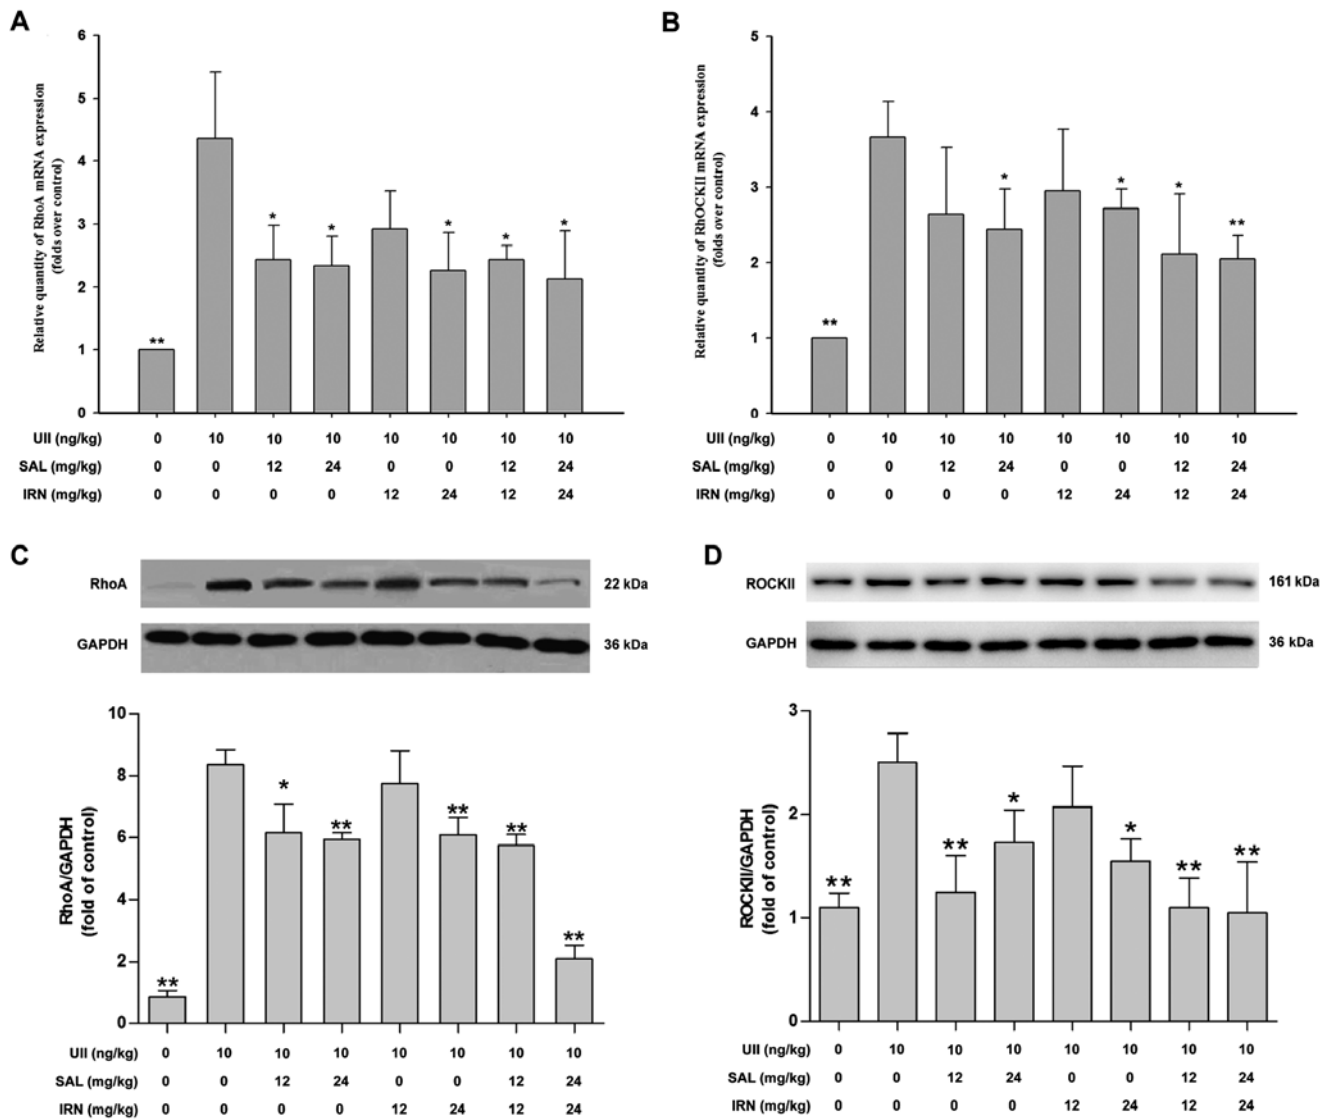 A
Relative quantity of RhoA mRNA expression
(folds over control)
6
5
4
3
2
1
0
** * * * * *
UII (ng/kg) 0 10 10 10 10 10 10 10
SAL (mg/kg) 0 0 12 24 0 0 12 24
IRN (mg/kg) 0 0 0 0 12 24 12 24
B
Relative quantity of RhOCKII mRNA expression
(folds over control)
5
4
3
2
1
0
** * * * **
UII (ng/kg) 0 10 10 10 10 10 10 10
SAL (mg/kg) 0 0 12 24 0 0 12 24
IRN (mg/kg) 0 0 0 0 12 24 12 24
C
RhoA 22 kDa
GAPDH 36 kDa
RhoA/GAPDH
(fold of control)
10
8
6
4
2
0
** * ** ** ** **
UII (ng/kg) 0 10 10 10 10 10 10 10
SAL (mg/kg) 0 0 12 24 0 0 12 24
IRN (mg/kg) 0 0 0 0 12 24 12 24
D
ROCKII 161 kDa
GAPDH 36 kDa
ROCKII/GAPDH
(fold of control)
3
2
1
0
** ** * * ** **
UII (ng/kg) 0 10 10 10 10 10 10 10
SAL (mg/kg) 0 0 12 24 0 0 12 24
IRN (mg/kg) 0 0 0 0 12 24 12 24